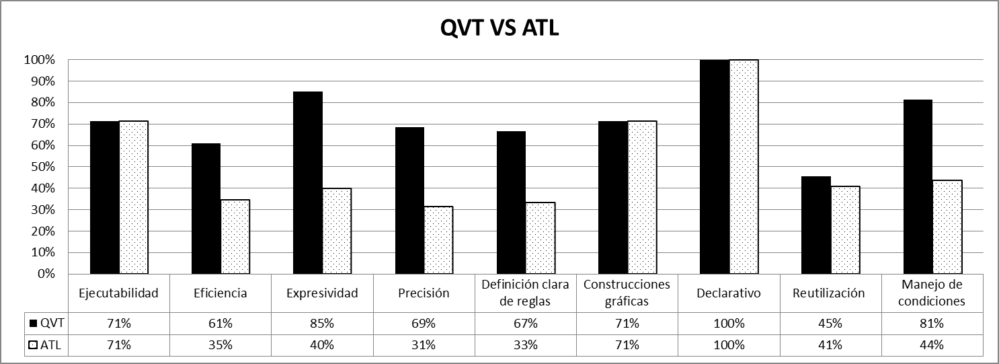 QVT VS ATL
100%
90%
80%
70%
60%
50%
40%
30%
20%
10%
0%
Ejecutabilidad Eficiencia Expresividad Precisión Definición clara de reglas Construcciones gráficas Declarativo Reutilización Manejo de condiciones
QVT 71% 61% 85% 69% 67% 71% 100% 45% 81%
ATL 71% 35% 40% 31% 33% 71% 100% 41% 44%